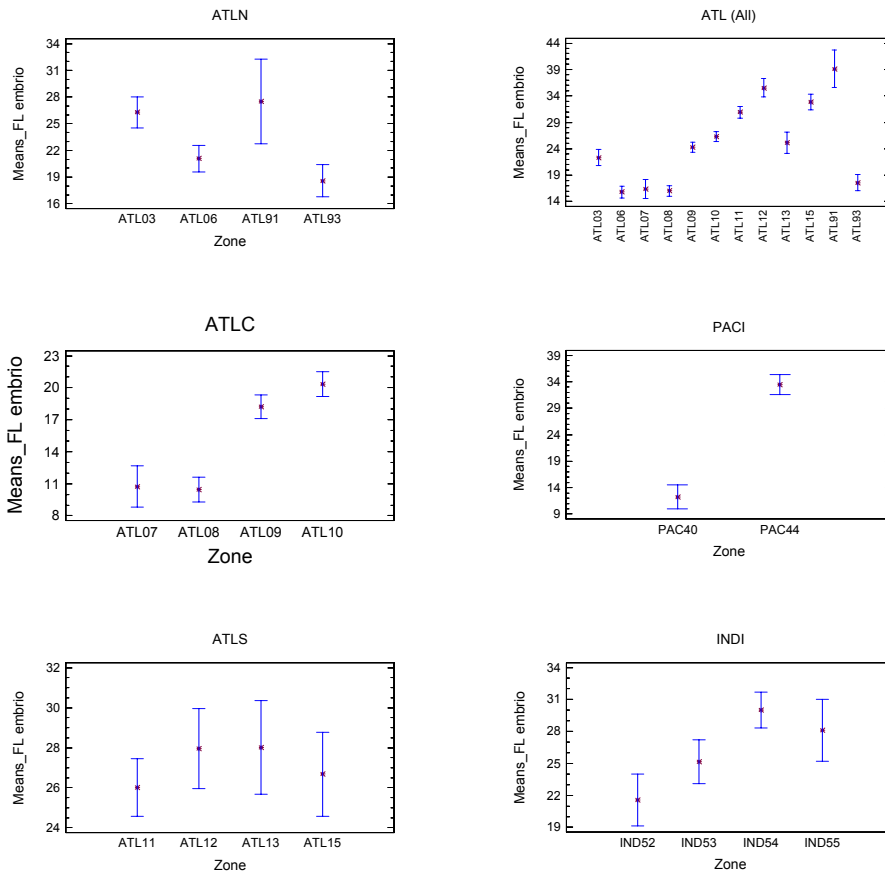 ATLN
Means_FL embrio
34
31
28
25
22
19
16
ATL03 ATL06 ATL91 ATL93
Zone
ATL (All)
Means_FL embrio
44
34
24
19
14
ATL03 ATL06 ATL07 ATL08 ATL09 ATL10 ATL11 ATL12 ATL13 ATL15 ATL91 ATL93
Zone
ATLC
Means_FL embrio
23
20
17
14
11
8
ATL07 ATL08 ATL09 ATL10
Zone
PACI
Means_FL embrio
39
34
29
24
19
14
9
PAC40 PAC44
Zone
ATLS
Means_FL embrio
32
30
28
26
24
ATL11 ATL12 ATL13 ATL15
Zone
INDI
Means_FL embrio
34
31
28
25
22
19
IND52 IND53 IND54 IND55
Zone